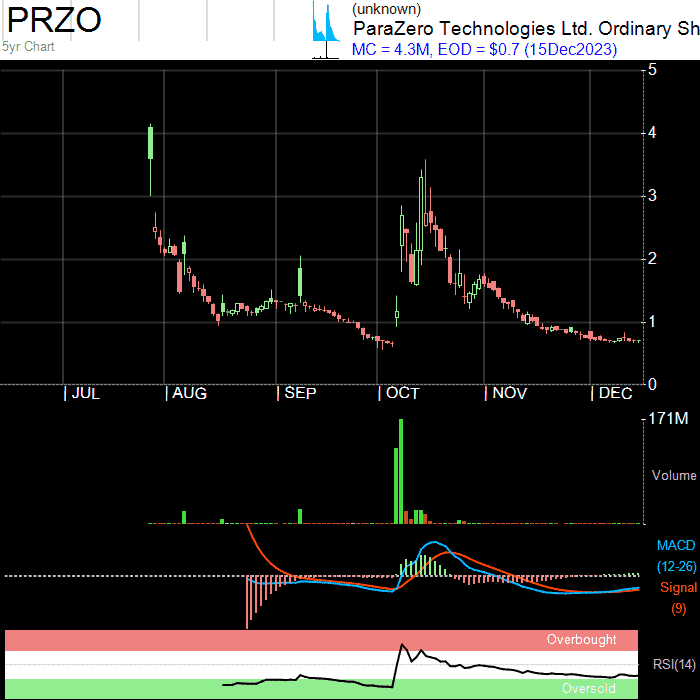 PRZO
(unknown)
ParaZero Technologies Ltd. Ordinary Sh
5yr Chart
MC = 4.3M, EOD = $0.7 (15Dec2023)
5
4
3
2
1
0
JUL
AUG
SEP
OCT
NOV
DEC
171M
Volume
MACD
(12-26)
Signal
(9)
Overbought
RSI(14)
Oversold